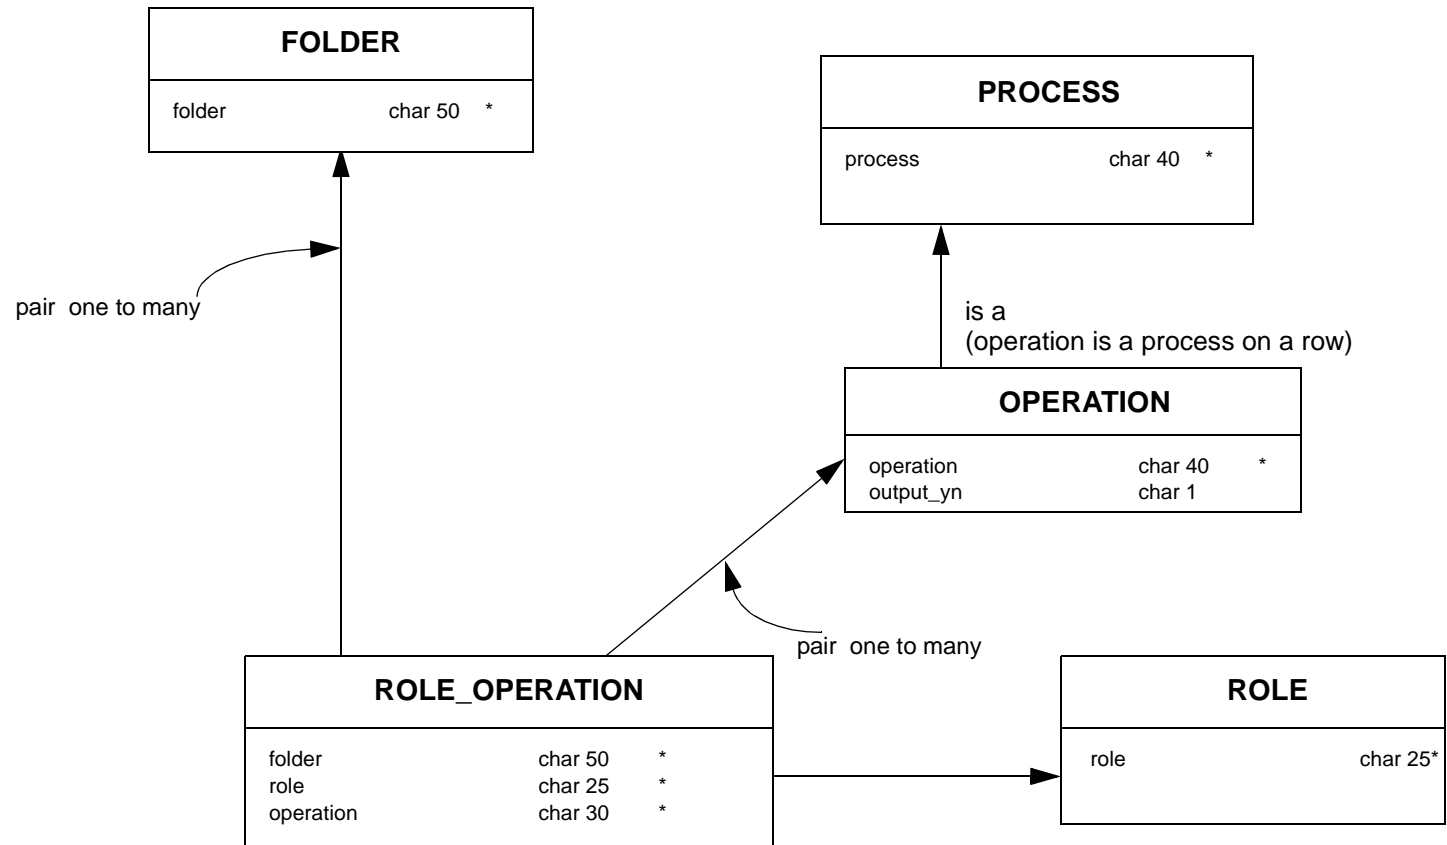 FOLDER
folder char 50 *
PROCESS
process char 40 *
pair one to many
is a
(operation is a process on a row)
OPERATION
operation char 40 *
output_yn char 1
pair one to many
ROLE_OPERATION
folder char 50 *
role char 25 *
operation char 30 *
ROLE
role char 25*